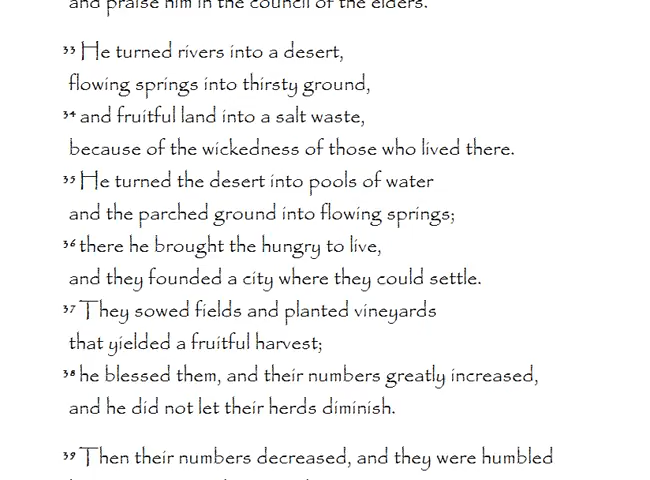 and praise him in the council of the elders.
33 He turned rivers into a desert,
flowing springs into thirsty ground,
34 and fruitful land into a salt waste,
because of the wickedness of those who lived there.
35 He turned the desert into pools of water
and the parched ground into flowing springs;
36 there he brought the hungry to live,
and they founded a city where they could settle.
37 They sowed fields and planted vineyards
that yielded a fruitful harvest;
38 he blessed them, and their numbers greatly increased,
and he did not let their herds diminish.
39 Then their numbers decreased, and they were humbled